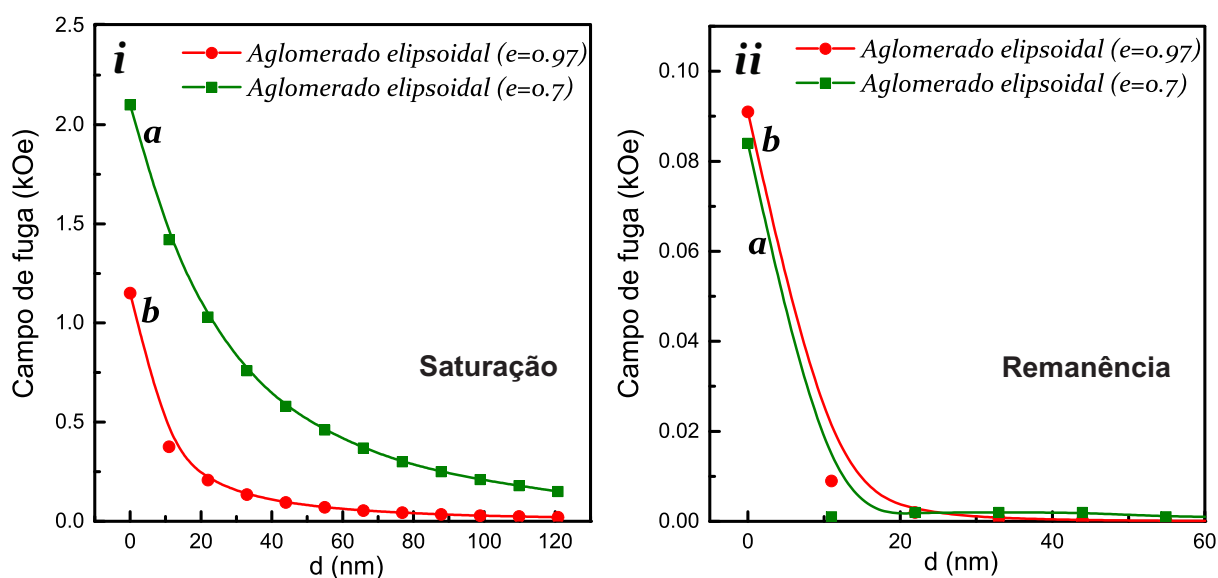 i
Aglomerado elipsoidal (e=0.97)
Aglomerado elipsoidal (e=0.7)
a
b
Saturação
Campo de fuga (kOe)
2.5
2.0
1.5
1.0
0.5
0.0
0 20 40 60 80 100 120
d (nm)
ii
Aglomerado elipsoidal (e=0.97)
Aglomerado elipsoidal (e=0.7)
b
a
Remanência
Campo de fuga (kOe)
0.10
0.08
0.06
0.04
0.02
0.00
0 20 40 60
d (nm)